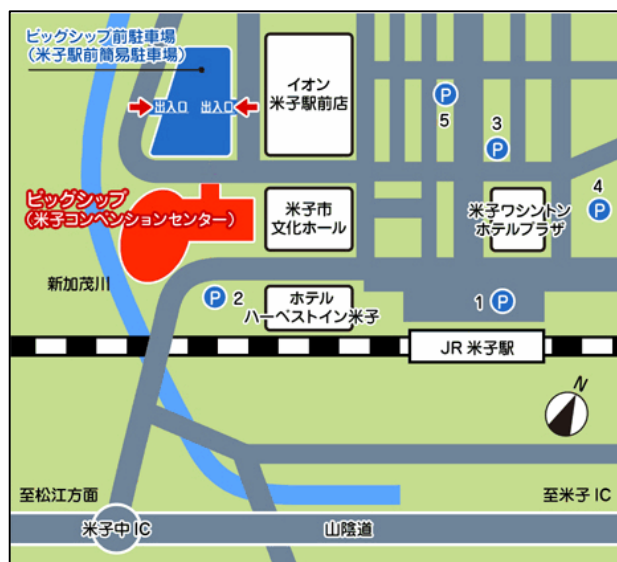 ビッグシップ前駐車場
（米子駅前簡易駐車場）
出入口
出入口
イオン
米子駅前店
P
5
3
P
4
P
ビッグシップ
（米子コンベンションセンター）
米子市
文化ホール
米子ワシントン
ホテルプラザ
新加茂川
P 2
ホテル
ハーベストイン米子
1 P
JR 米子駅
N
至松江方面
至米子 IC
米子中 IC
山陰道